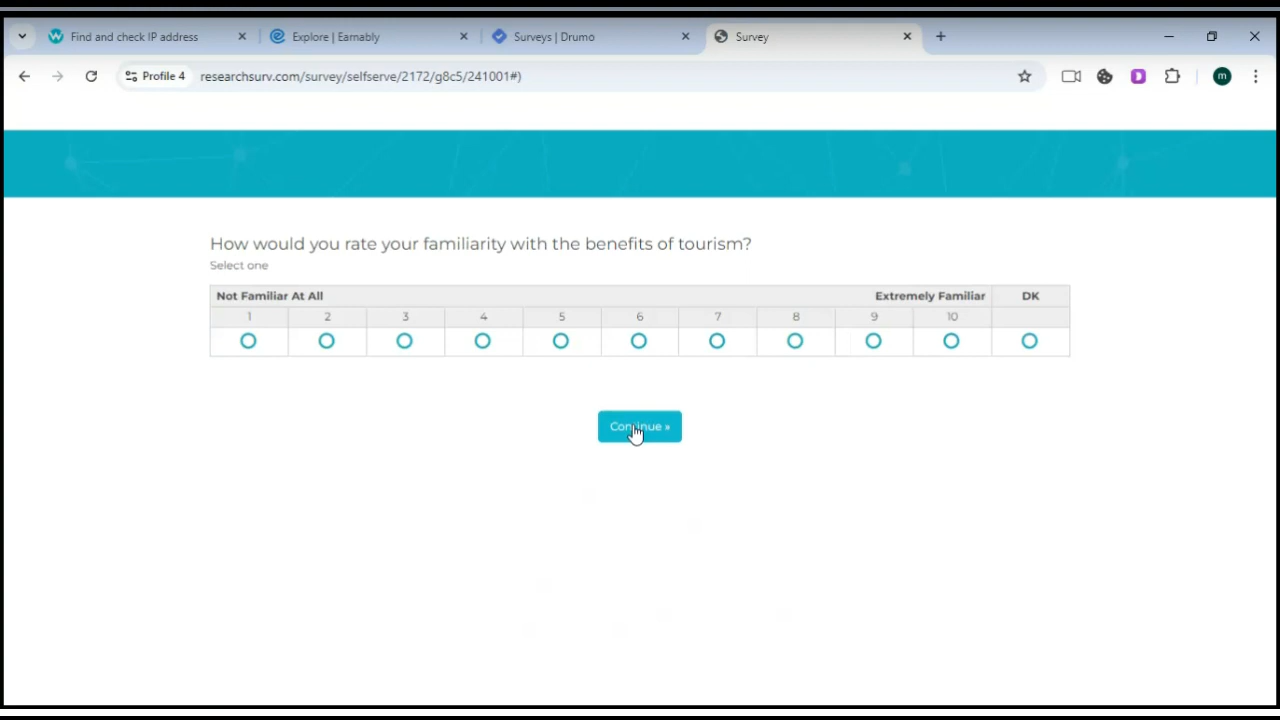 Find and check IP address
Explore | Earnably
Surveys | Drumo
Survey
Profile 4
researchsurv.com/survey/selfserve/2172/g8c5/241001#)
m
How would you rate your familiarity with the benefits of tourism?
Select one
Not Familiar At All Extremely Familiar DK
1 2 3 4 5 6 7 8 9 10
Continue »